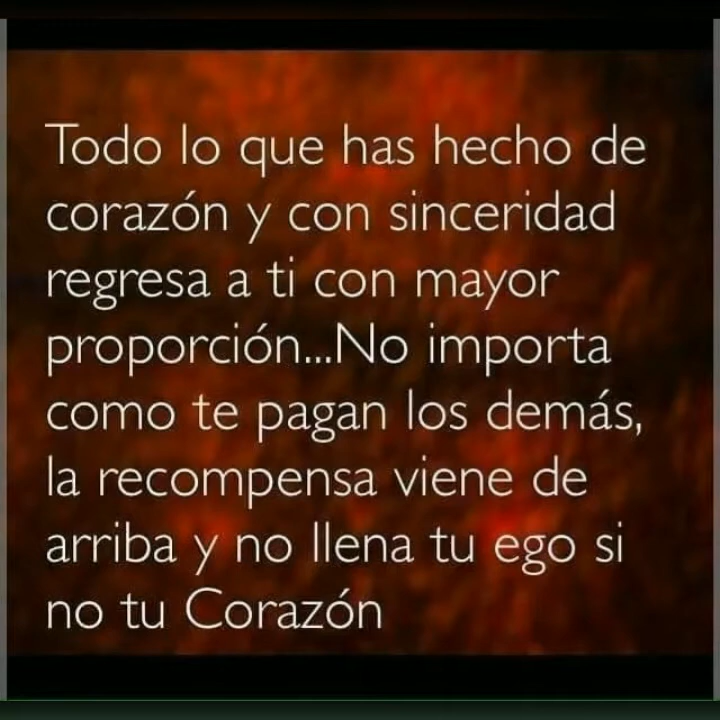 Todo lo que has hecho de
corazón y con sinceridad
regresa a ti con mayor
proporción...No importa
como te pagan los demás,
la recompensa viene de
arriba y no llena tu ego si
no tu Corazón